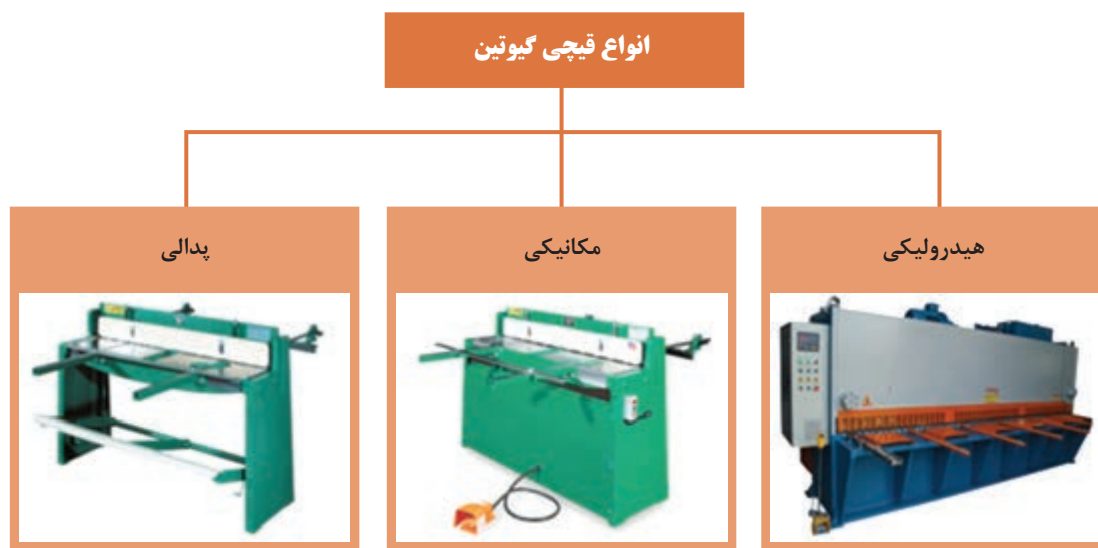 انواع قیچی گیوتین
هیدرولیکی
مکانیکی
پدالی